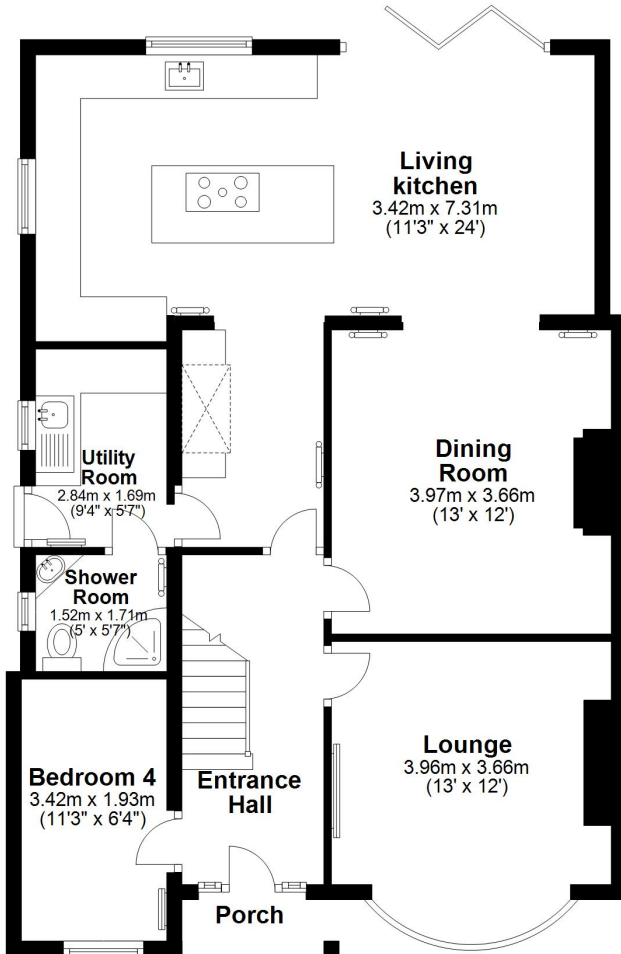 Living
kitchen
3.42m x 7.31m
(11'3" x 24')
Utility
Room
2.84m x 1.69m
(9'4" x 5'7")
Dining
Room
3.97m x 3.66m
(13' x 12')
Shower
Room
1.52m x 1.71m
(5' x 5'7")
Lounge
3.96m x 3.66m
(13' x 12')
Bedroom 4
3.42m x 1.93m
(11'3" x 6'4")
Entrance
Hall
Porch